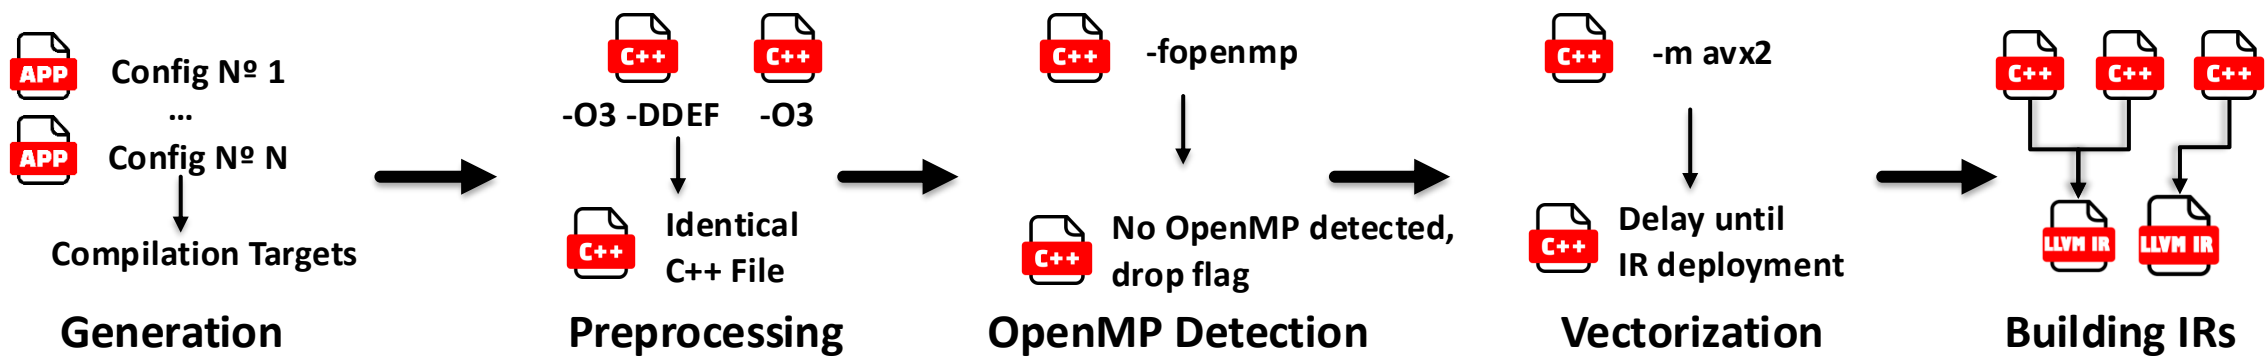 APP
Config Nº 1
...
APP
Config Nº N
Compilation Targets
Generation
C++
C++
-O3 -DDEF
-O3
C++
Identical
C++ File
Preprocessing
C++
-fopenmp
C++
No OpenMP detected,
drop flag
OpenMP Detection
C++
-m avx2
C++
Delay until
IR deployment
Vectorization
C++
C++
C++
LLVM IR
LLVM IR
Building IRs